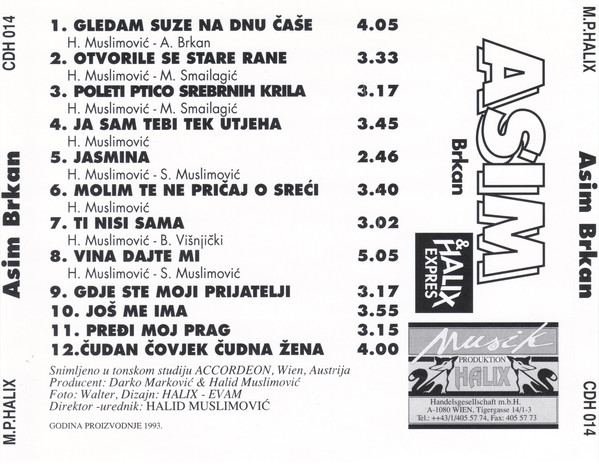 1. GLEDAM SUZE NA DNU ČAŠE 4.05
H. Muslimović - A. Brkan
2. OTVORILE SE STARE RANE 3.33
H. Muslimović - M. Smailagić
3. POLETI PTICO SREBRNIH KRILA 3.17
H. Muslimović - M. Smailagić
4. JA SAM TEBI TEK UTJEHA 3.45
H. Muslimović
5. JASMINA 2.46
H. Muslimović - S. Muslimović
6. MOLIM TE NE PRIČAJ O SREĆI 3.40
H. Muslimović
7. TI NISI SAMA 3.02
H. Muslimović - B. Višnjički
8. VINA DAJTE MI 5.05
H. Muslimović - S. Muslimović
9. GDJE STE MOJI PRIJATELJI 3.17
10. JOŠ ME IMA 3.55
11. PREĐI MOJ PRAG 3.15
12.ČUDAN ČOVJEK ČUDNA ŽENA 4.00
Snimljeno u tonskom studiju ACCORDEON, Wien, Austrija
Producent: Darko Marković & Halid Muslimović
Foto: Walter, Dizajn: HALIX - EVAM
Direktor -urednik: HALID MUSLIMOVIĆ
GODINA PROIZVODNJE 1993.
ASIM
Brkan
& HALIX
EXPRES
Musik
PRODUKTION
HALIX
Handelsgesellschaft m.b.H.
A-1080 WIEN, Tigergasse 14/1-3
Tel.: ++43/1/405 57 74, Fax: 405 57 73
CDH 014
Asim Brkan
M.P.HALIX
M.P.HALIX
Asim Brkan
CDH 014